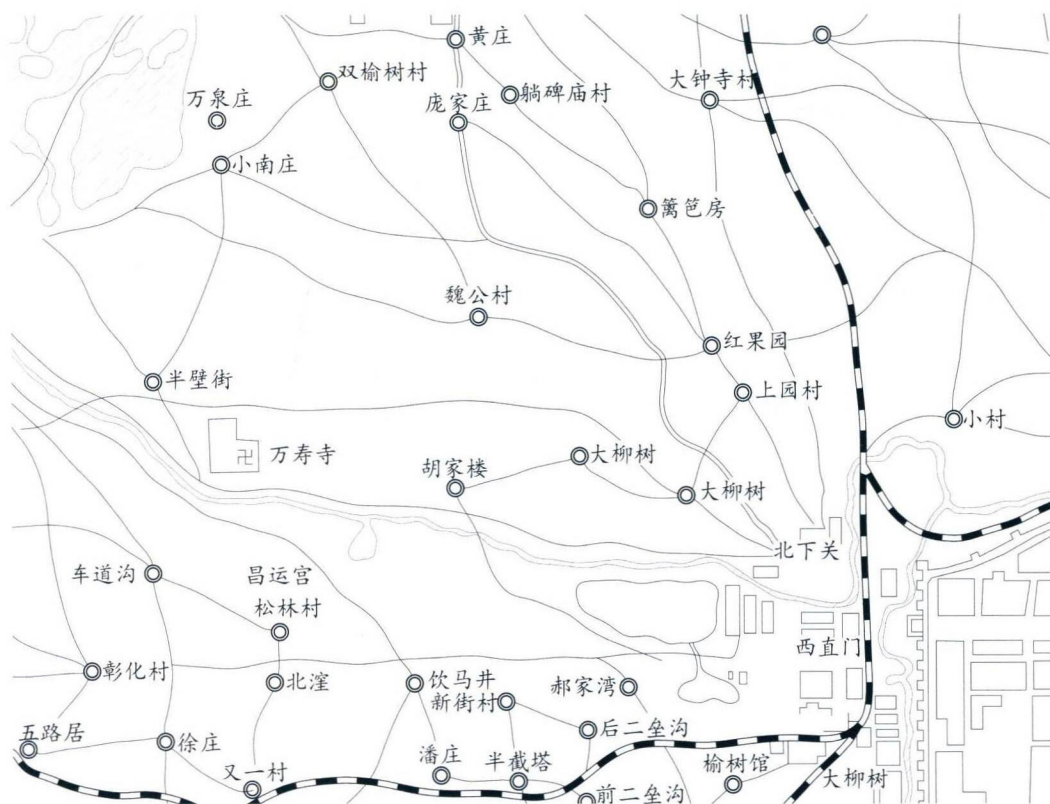 黄庄
双榆树村
大钟寺村
躺碑庙村
万泉庄
庞家庄
小南庄
篱笆房
魏公村
红果园
半壁街
上园村
小村
万寿寺
大柳树
胡家楼
大柳树
北下关
车道沟
昌运宫
松林村
西直门
彰化村
北漥
饮马井
郝家湾
新街村
五路居
徐庄
后二垒沟
又一村
潘庄
半截塔
榆树馆
大柳树
前二垒沟